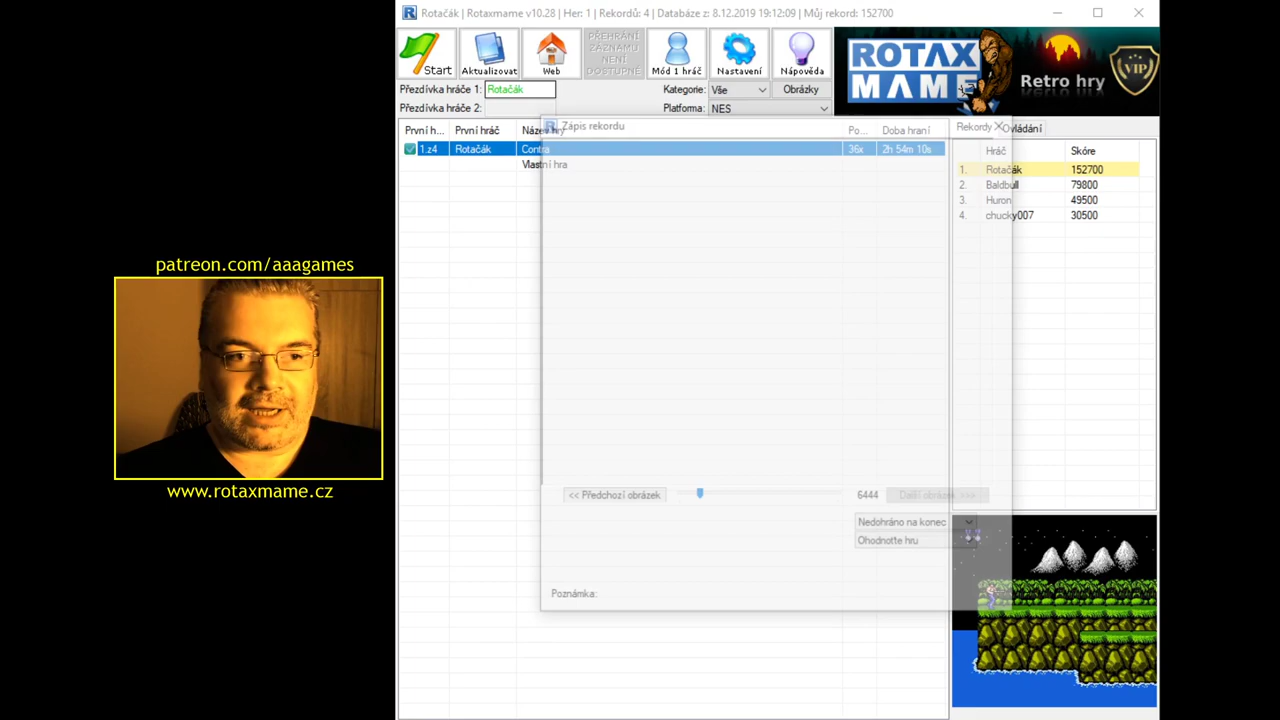 Rotačák | Rotaxmame v10.28 | Her: 1 | Rekordů: 4 | Databáze z: 8.12.2019 19:12:09 | Můj rekord: 152700
Start
Aktualizovat
Web
PŘEHRÁNÍ
ZÁZNAMU
NENÍ
DOSTUPNÉ
Mód 1 hráč
Nastavení
Nápověda
ROTAX
MAME
Retro hry
VIP
Přezdívka hráče 1: Rotačák
Kategorie: Vše
Obrázky
Přezdívka hráče 2:
Platforma: NES
Zápis rekordu
Rekordy
Ovládání
První h... První hráč Název hry Po... Doba hraní
1.z4 Rotačák Contra 36x 2h 54m 10s
Vlastní hra
Hráč Skóre
1. Rotačák 152700
2. Baldbull 79800
3. Huron 49500
4. chucky007 30500
patreon.com/aaagames
www.rotaxmame.cz
<< Předchozí obrázek
6444
Další obrázek >>>
Nedohráno na konec
Ohodnoťte hru
Poznámka: